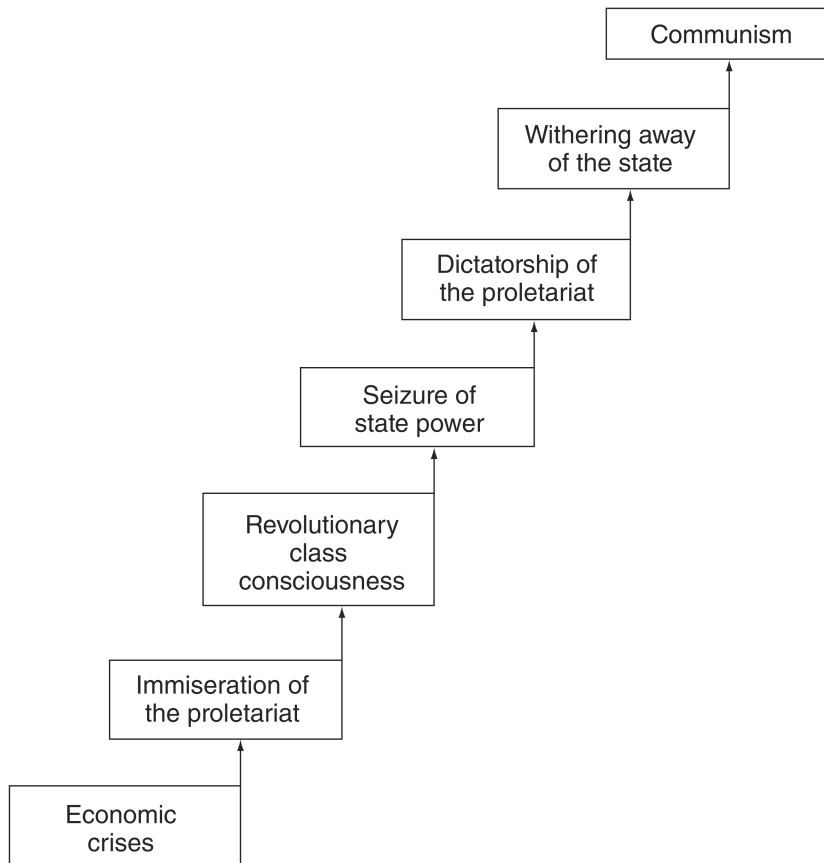 Communism
Withering away
of the state
Dictatorship of
the proletariat
Seizure of
state power
Revolutionary
class
consciousness
Immiseration of
the proletariat
Economic
crises